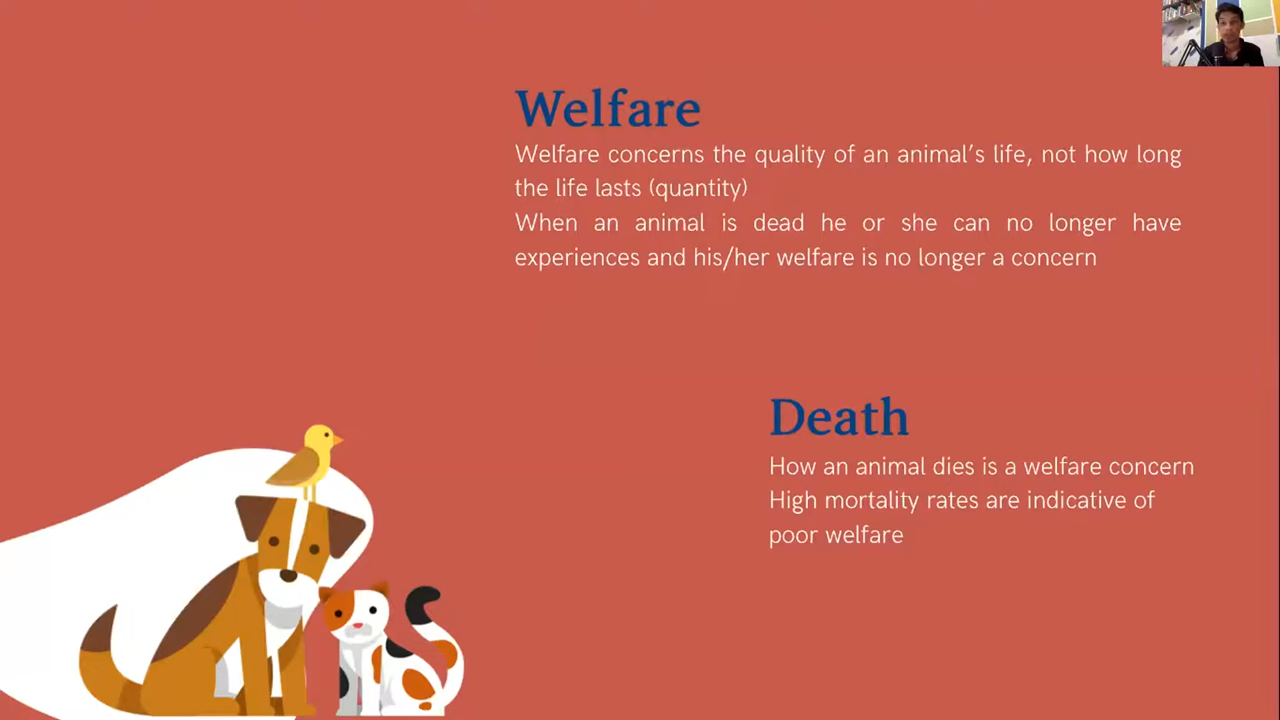 Welfare
Welfare concerns the quality of an animal’s life, not how long
the life lasts (quantity)
When an animal is dead he or she can no longer have
experiences and his/her welfare is no longer a concern
Death
How an animal dies is a welfare concern
High mortality rates are indicative of
poor welfare